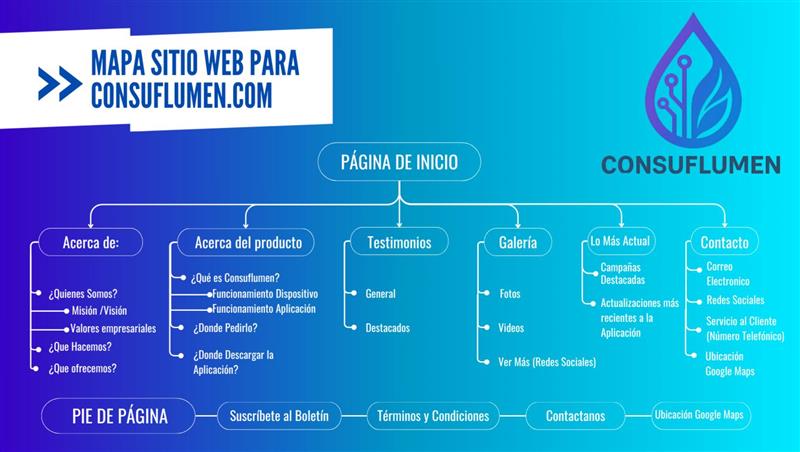 MAPA SITIO WEB PARA
CONSUFLUMEN.COM
CONSUFLUMEN
PÁGINA DE INICIO
Acerca de:
¿Quienes Somos?
Misión /Visión
Valores empresariales
¿Que Hacemos?
¿Que ofrecemos?
Acerca del producto
¿Qué es Consuflumen?
Funcionamiento Dispositivo
Funcionamiento Aplicación
¿Donde Pedirlo?
¿Donde Descargar la
Aplicación?
Testimonios
General
Destacados
Galería
Fotos
Videos
Ver Más (Redes Sociales)
Lo Más Actual
Campañas
Destacadas
Actualizaciones más
recientes a la
Aplicación
Contacto
Correo
Electronico
Redes Sociales
Servicio al Cliente
(Número Telefónico)
Ubicación
Google Maps
PIE DE PÁGINA
Suscríbete al Boletín
Términos y Condiciones
Contactanos
Ubicación Google Maps